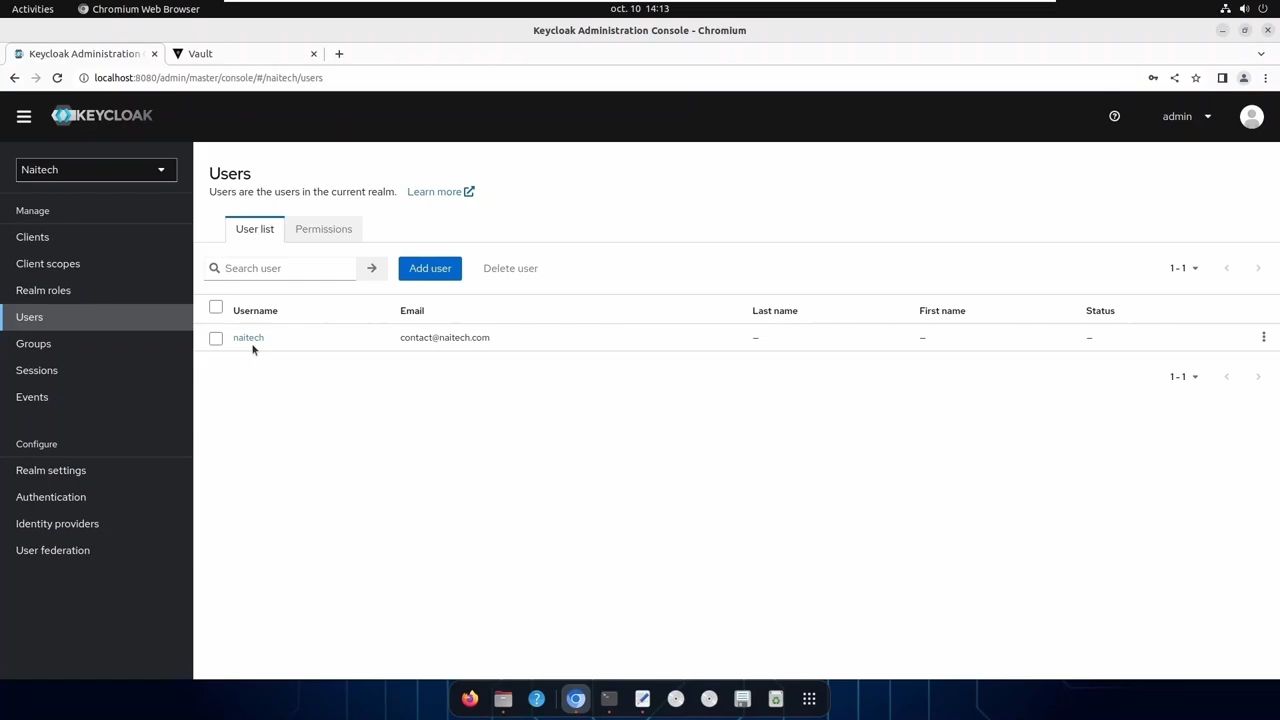 Activities
Chromium Web Browser
oct. 10 14:13
Keycloak Administration Console - Chromium
Keycloak Administration
Vault
localhost:8080/admin/master/console/#/naitech/users
KEYCLOAK
admin
Naitech
Manage
Clients
Client scopes
Realm roles
Users
Groups
Sessions
Events
Configure
Realm settings
Authentication
Identity providers
User federation
Users
Users are the users in the current realm. Learn more
User list
Permissions
Search user
Add user
Delete user
1 - 1
Username Email Last name First name Status
naitech contact@naitech.com – – –
1 - 1